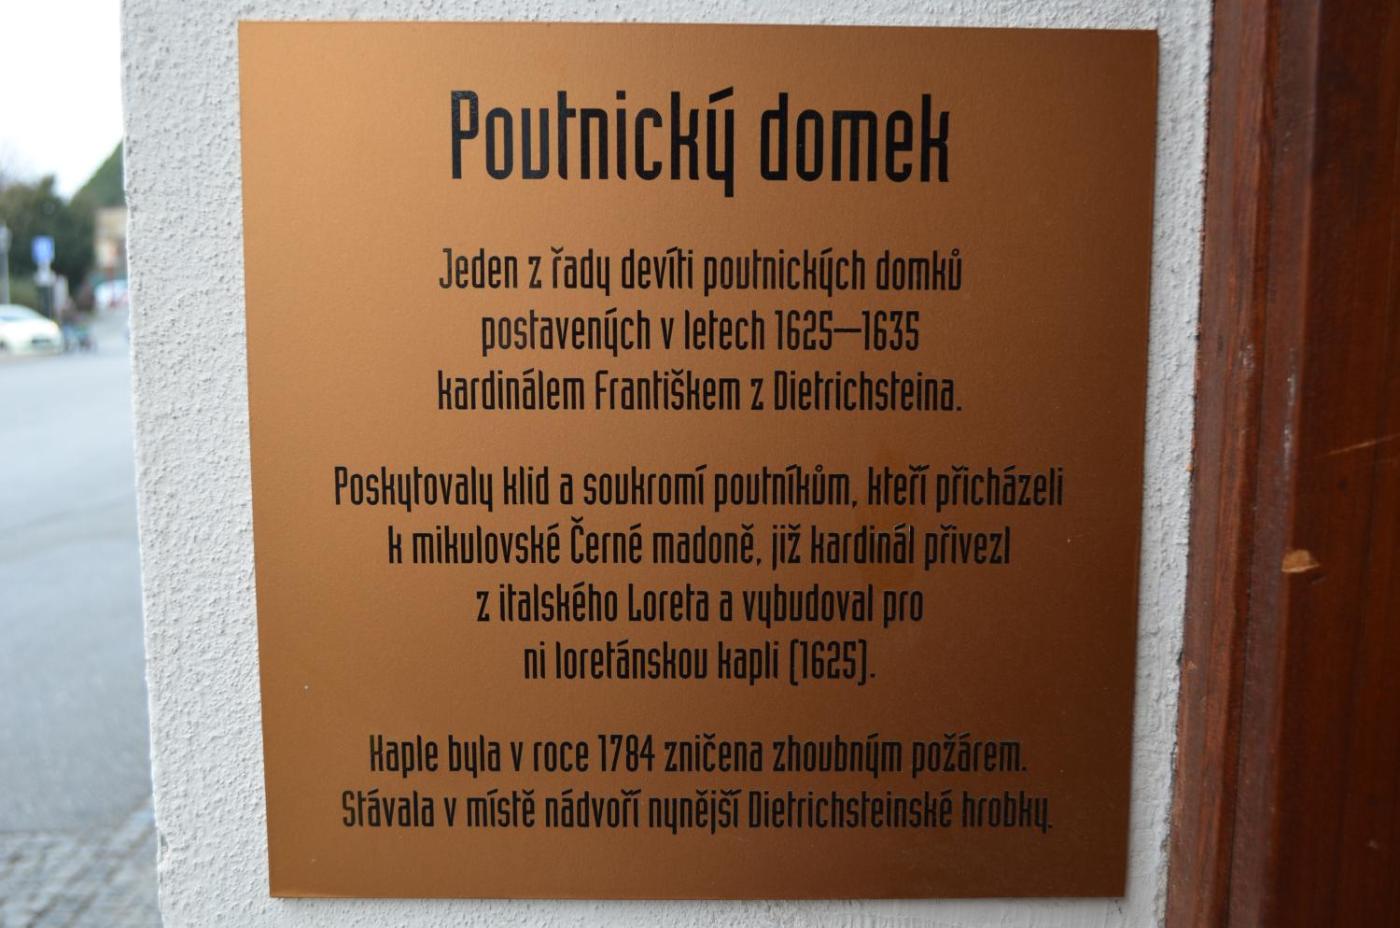 Poutnický domek
Jeden z řady devíti poutnických domků
postavených v letech 1625—1635
kardinálem Františkem z Dietrichsteina.
Poskytovaly klid a soukromí poutníkům, kteří přicházeli
k mikulovské Černé madoně, již kardinál přivezl
z italského Loreta a vybudoval pro
ni loretánskou kapli (1625).
Kaple byla v roce 1784 zničena zhoubným požárem.
Stávala v místě nádvoří nynější Dietrichsteinské hrobky.